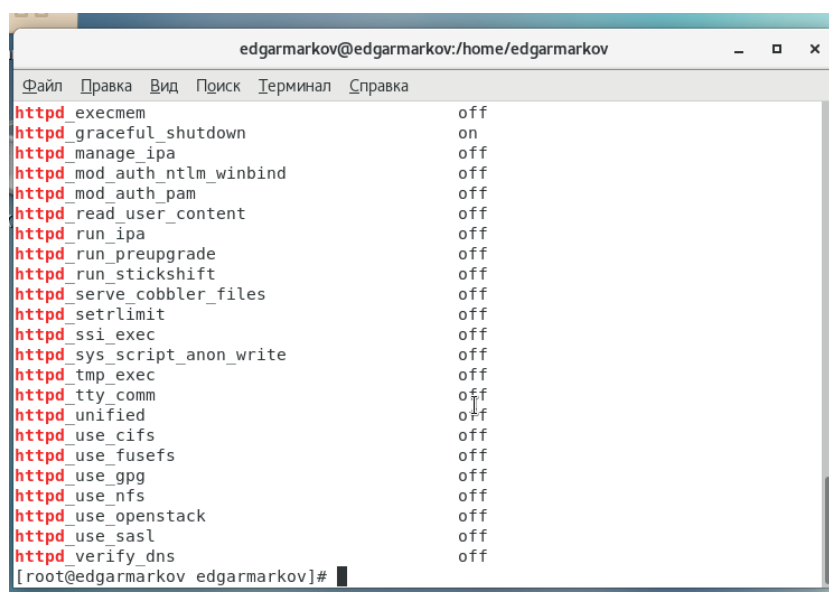 edgarmarkov@edgarmarkov:/home/edgarmarkov
Файл Правка Вид Поиск Терминал Справка
httpd_execmem off
httpd_graceful_shutdown on
httpd_manage_ipa off
httpd_mod_auth_ntlm_winbind off
httpd_mod_auth_pam off
httpd_read_user_content off
httpd_run_ipa off
httpd_run_preupgrade off
httpd_run_stickshift off
httpd_serve_cobbler_files off
httpd_setrlimit off
httpd_ssi_exec off
httpd_sys_script_anon_write off
httpd_tmp_exec off
httpd_tty_comm off
httpd_unified off
httpd_use_cifs off
httpd_use_fusefs off
httpd_use_gpg off
httpd_use_nfs off
httpd_use_openstack off
httpd_use_sasl off
httpd_verify_dns off
[root@edgarmarkov edgarmarkov]#